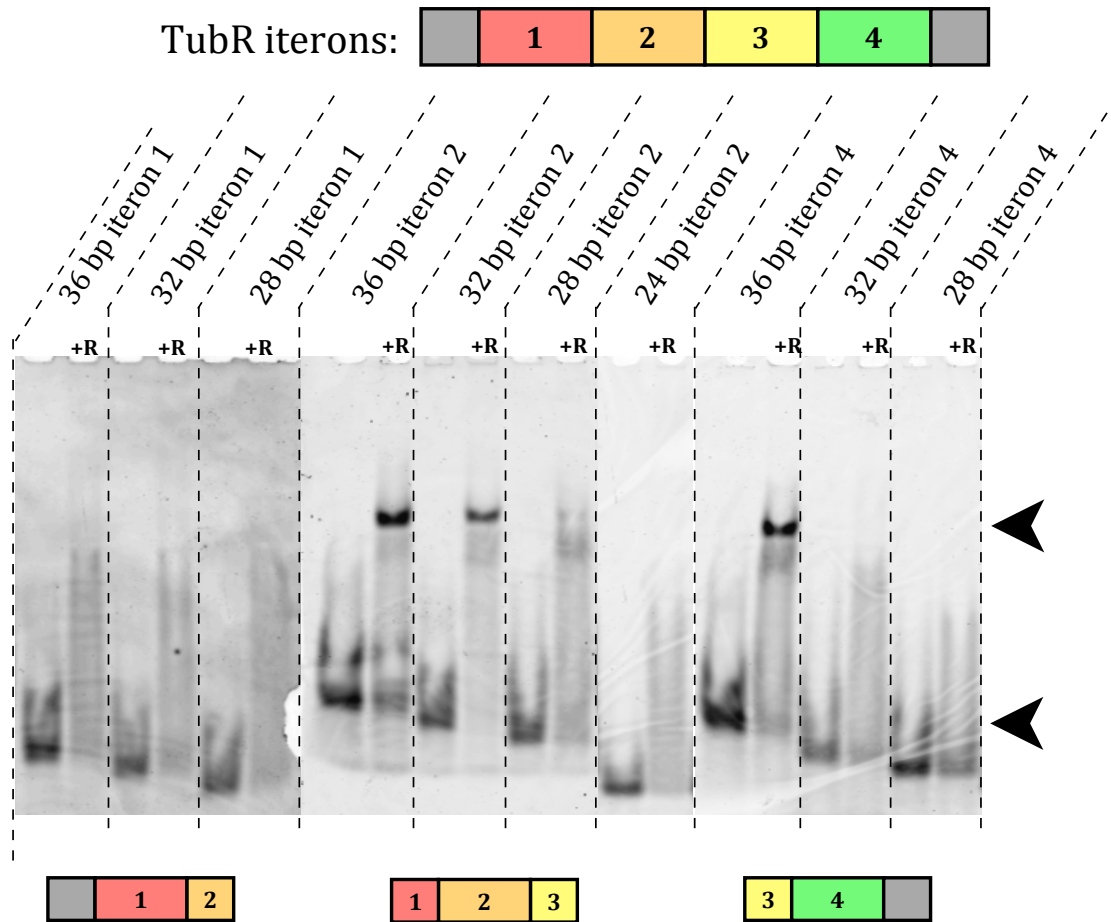 TubR iterons:
1 2 3 4
36 bp iteron 1
32 bp iteron 1
28 bp iteron 1
36 bp iteron 2
32 bp iteron 2
28 bp iteron 2
24 bp iteron 2
36 bp iteron 4
32 bp iteron 4
28 bp iteron 4
+R +R +R +R +R +R +R +R +R +R
1 2
1 2 3
3 4